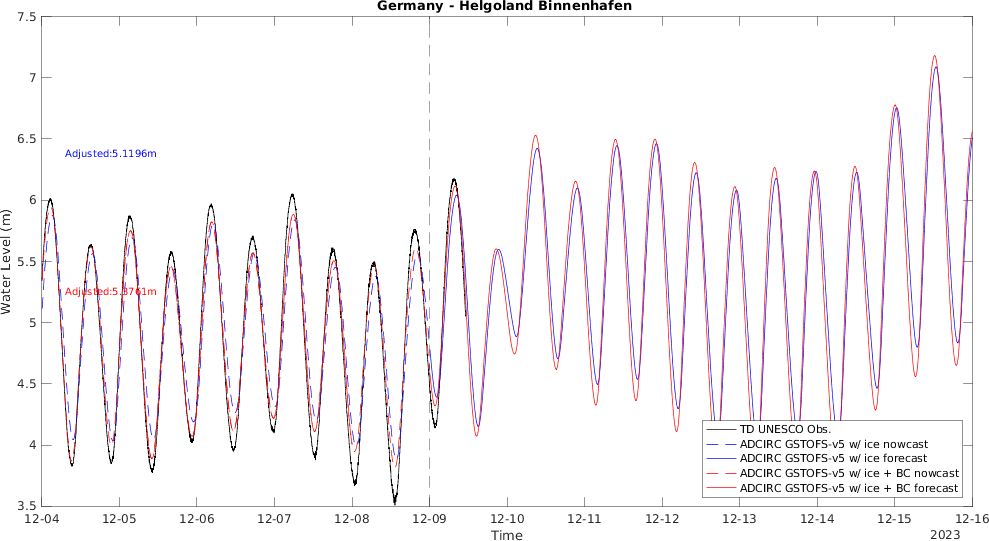 Germany - Helgoland Binnenhafen
7.5
7
6.5
6
5.5
5
4.5
4
3.5
Water Level (m)
Adjusted:5.1196m
Adjusted:5.3761m
TD UNESCO Obs.
ADCIRC GSTOFS-v5 w/ ice nowcast
ADCIRC GSTOFS-v5 w/ ice forecast
ADCIRC GSTOFS-v5 w/ ice + BC nowcast
ADCIRC GSTOFS-v5 w/ ice + BC forecast
12-04 12-05 12-06 12-07 12-08 12-09 12-10 12-11 12-12 12-13 12-14 12-15 12-16
Time
2023